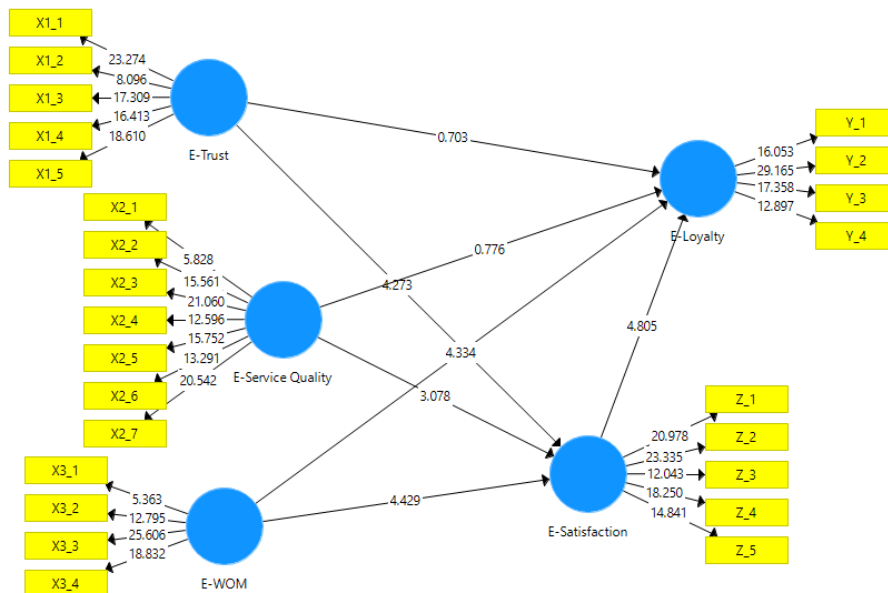 X1_1
X1_2
X1_3
X1_4
X1_5
23.274
8.096
17.309
16.413
18.610
E-Trust
X2_1
X2_2
X2_3
X2_4
X2_5
X2_6
X2_7
5.828
15.561
21.060
12.596
15.752
13.291
20.542
E-Service Quality
X3_1
X3_2
X3_3
X3_4
5.363
12.795
25.606
18.832
E-WOM
0.703
0.776
4.273
4.334
3.078
4.429
4.805
E-Loyalty
16.053
29.165
17.358
12.897
Y_1
Y_2
Y_3
Y_4
E-Satisfaction
20.978
23.335
12.043
18.250
14.841
Z_1
Z_2
Z_3
Z_4
Z_5